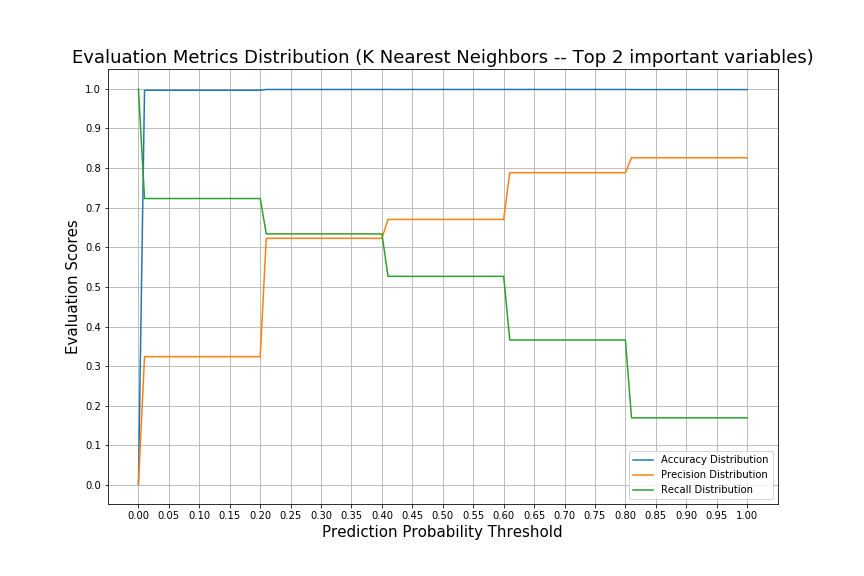 Evaluation Metrics Distribution (K Nearest Neighbors -- Top 2 important variables)
1.0
0.9
0.8
0.7
0.6
0.5
0.4
0.3
0.2
0.1
0.0
Evaluation Scores
Accuracy Distribution
Precision Distribution
Recall Distribution
0.00 0.05 0.10 0.15 0.20 0.25 0.30 0.35 0.40 0.45 0.50 0.55 0.60 0.65 0.70 0.75 0.80 0.85 0.90 0.95 1.00
Prediction Probability Threshold